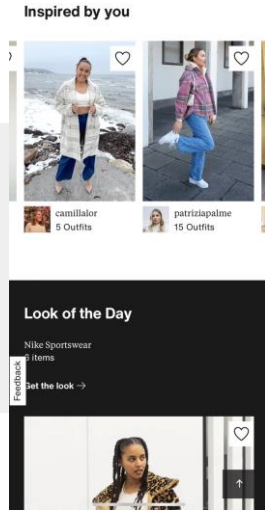 Inspired by you
camillalor
5 Outfits
patriziapalme
15 Outfits
Look of the Day
Nike Sportswear
items
Get the look →
Feedback